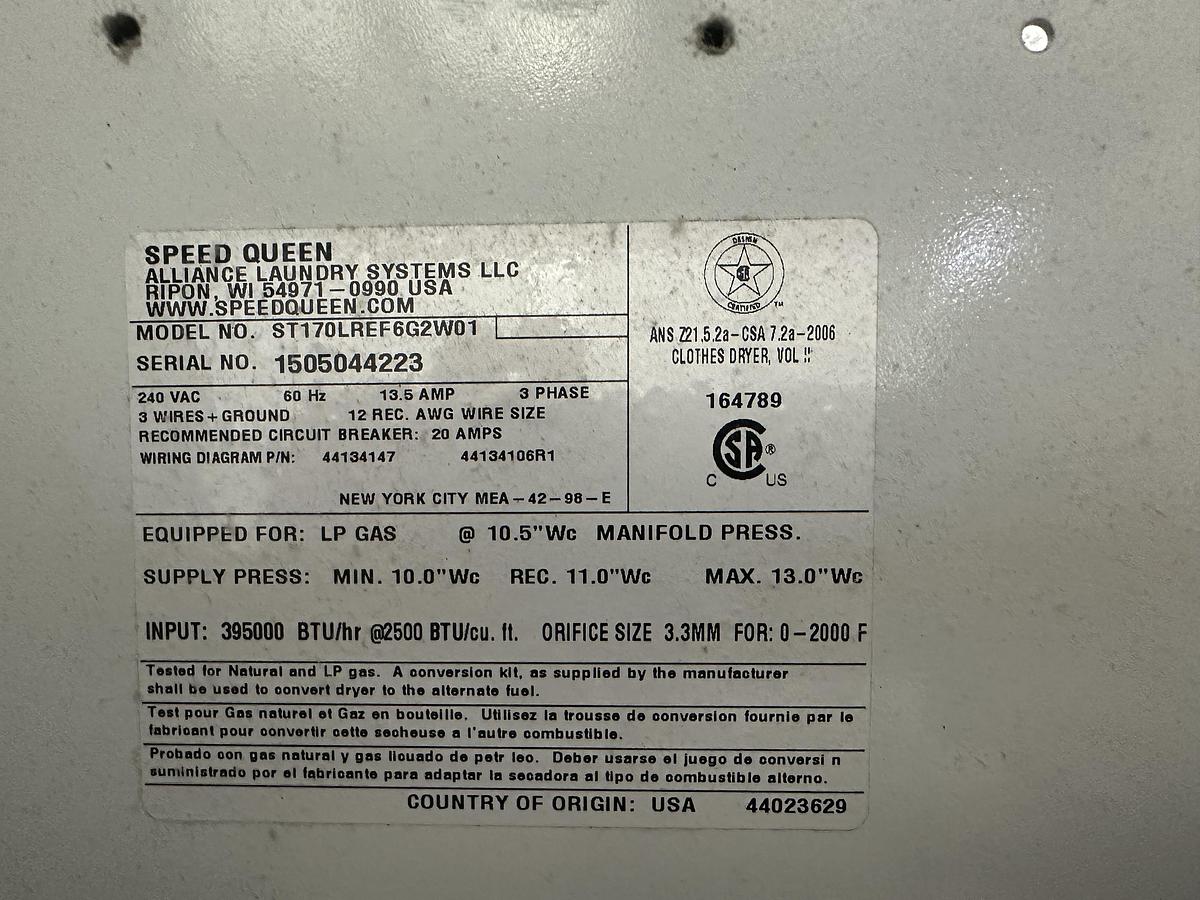 SPEED QUEEN
ALLIANCE LAUNDRY SYSTEMS LLC
RIPON, WI 54971-0990 USA
WWW.SPEEDQUEEN.COM
MODEL NO. ST170LREF6G2W01
SERIAL NO. 1505044223
240 VAC 60 Hz 13.5 AMP 3 PHASE
3 WIRES+GROUND 12 REC. AWG WIRE SIZE
RECOMMENDED CIRCUIT BREAKER: 20 AMPS
WIRING DIAGRAM P/N: 44134147 44134106R1
NEW YORK CITY MEA-42-98-E
DESIGN
CERTIFIED TM
ANS Z21.5.2a-CSA 7.2a-2006
CLOTHES DRYER, VOL II
164789
CSA ®
C US
EQUIPPED FOR: LP GAS @ 10.5"Wc MANIFOLD PRESS.
SUPPLY PRESS: MIN. 10.0"Wc REC. 11.0"Wc MAX. 13.0"Wc
INPUT: 395000 BTU/hr @2500 BTU/cu. ft. ORIFICE SIZE 3.3MM FOR: 0-2000 F
Tested for Natural and LP gas. A conversion kit, as supplied by the manufacturer
shall be used to convert dryer to the alternate fuel.
Test pour Gas naturel et Gaz en bouteille. Utilisez la trousse de conversion fournie par le
fabricant pour convertir cette secheuse a l'autre combustible.
Probado con gas natural y gas licuado de petr leo. Deber usarse el juego de conversi n
suministrado por el fabricante para adaptar la secadora al tipo de combustible alterno.
COUNTRY OF ORIGIN: USA 44023629